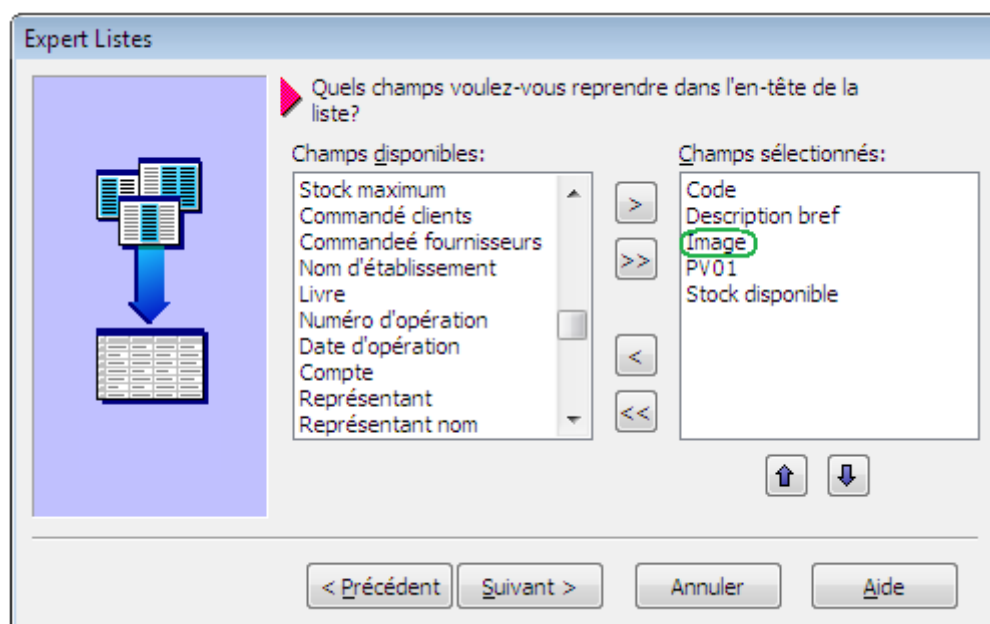 Expert Listes
Quels champs voulez-vous reprendre dans l'en-tête de la
liste?
Champs disponibles:
Stock maximum
Commandé clients
Commandeé fournisseurs
Nom d'établissement
Livre
Numéro d'opération
Date d'opération
Compte
Représentant
Représentant nom
>
>>
<
<<
Champs sélectionnés:
Code
Description bref
Image
PV01
Stock disponible
< Précédent
Suivant >
Annuler
Aide